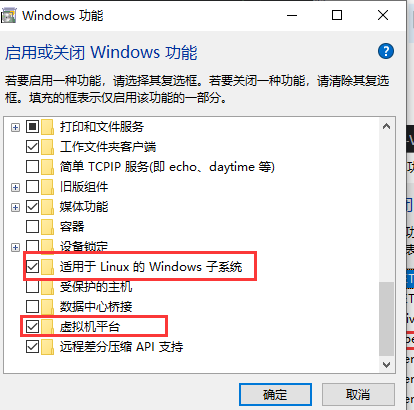 Windows 功能
启用或关闭 Windows 功能
若要启用一种功能，请选择其复选框。若要关闭一种功能，请清除其复选
框。填充的框表示仅启用该功能的一部分。
打印和文件服务
工作文件夹客户端
简单 TCPIP 服务(即 echo、daytime 等)
旧版组件
媒体功能
容器
设备锁定
适用于 Linux 的 Windows 子系统
受保护的主机
数据中心桥接
虚拟机平台
远程差分压缩 API 支持
确定
取消